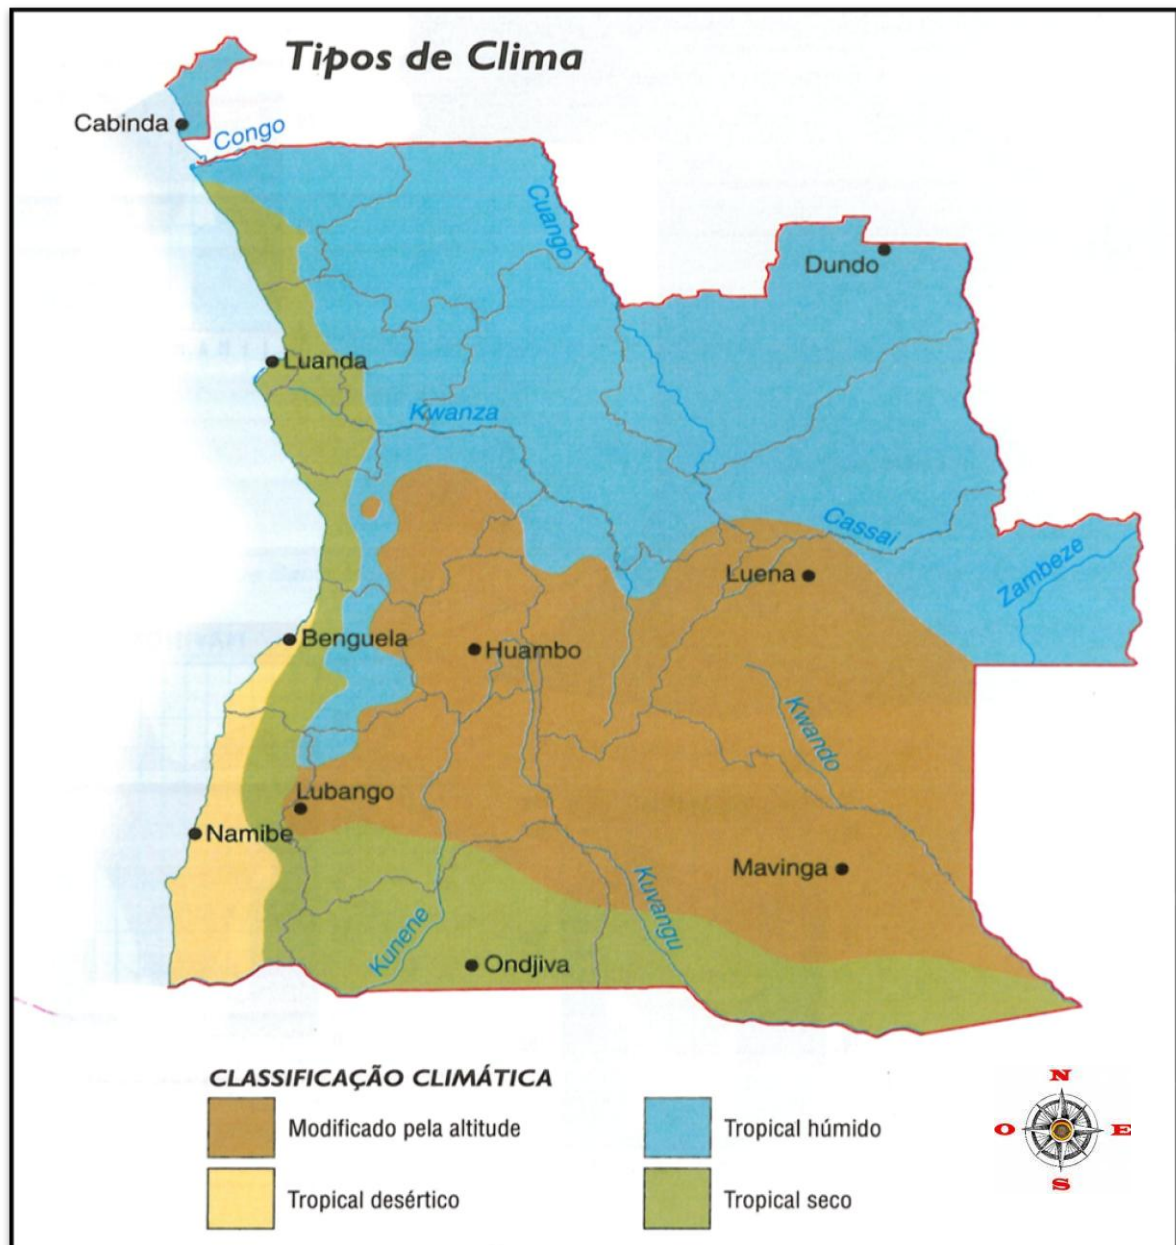 Tipos de Clima
Cabinda
Congo
Cuango
Dundo
Luanda
Kwanza
Cassai
Zambeze
Luena
Benguela
Huambo
Kwando
Lubango
Namibe
Mavinga
Kuvangu
Kunene
Ondjiva
CLASSIFICAÇÃO CLIMÁTICA
Modificado pela altitude
Tropical húmido
Tropical desértico
Tropical seco
N
O
E
S